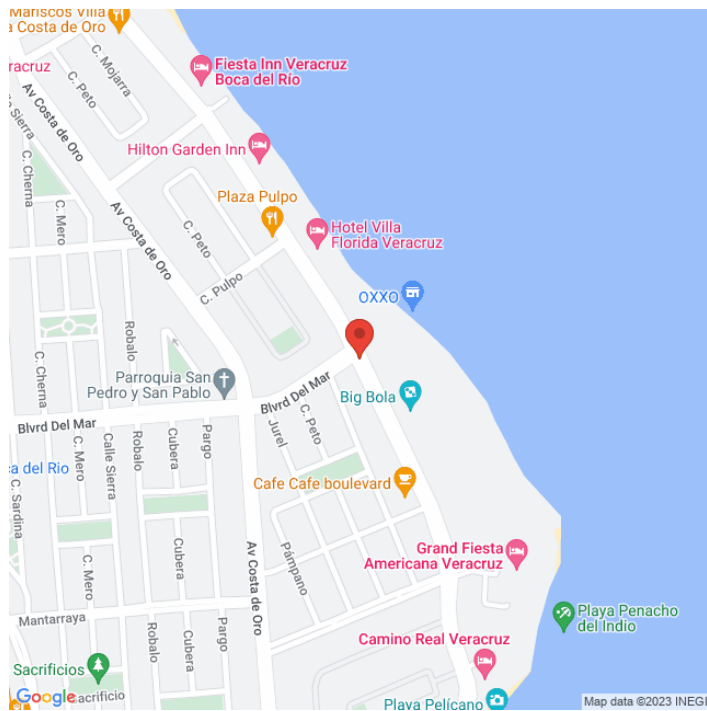 Mariscos Villa
a Costa de Oro
racruz
C. Mojarra
C. Peto
Fiesta Inn Veracruz
Boca del Río
Av Costa de Oro
Sierra
C. Cherna
C. Mero
Hilton Garden Inn
Plaza Pulpo
Hotel Villa
Florida Veracruz
C. Peto
Av Costa de Oro
C. Pulpo
OXXO
Robalo
C. Cherna
Parroquia San
Pedro y San Pablo
Blvrd Del Mar
Big Bola
Blvrd Del Mar
Jurel
C. Peto
C. Mero
Calle Sierra
Robalo
Cubera
Pargo
ca del Rio
C. Sardina
Cafe Cafe boulevard
Grand Fiesta
Americana Veracruz
C. Mero
Cubera
Av Costa de Oro
Pámpano
Mantarraya
Robalo
Cubera
Pargo
Playa Penacho
del Indio
Camino Real Veracruz
Sacrificios
Sacrificio
Playa Pelícano
Google
Map data ©2023 INEGI